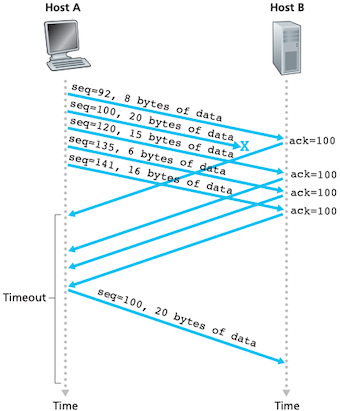 Host A
Host B
seq=92, 8 bytes of data
seq=100, 20 bytes of data
seq=120, 15 bytes of data
seq=135, 6 bytes of data
seq=141, 16 bytes of data
X
ack=100
ack=100
ack=100
ack=100
Timeout
seq=100, 20 bytes of data
Time
Time